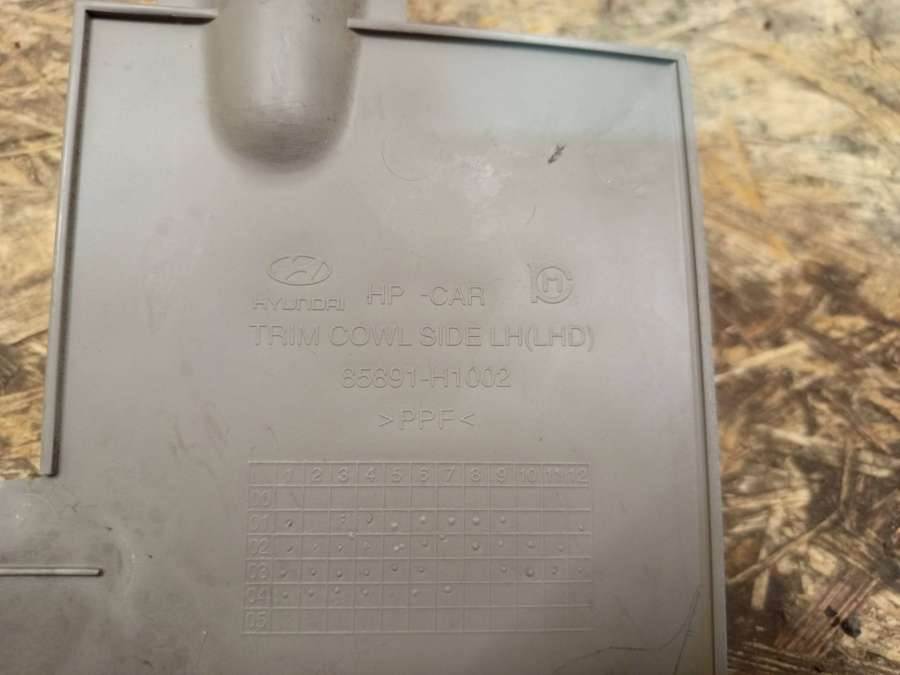 HYUNDAI HP -CAR
TRIM COWL SIDE LH(LHD)
85891-H1002
>PPF<
1 2 3 4 5 6 7 8 9 10 11 12
00
01
02
03
04
05